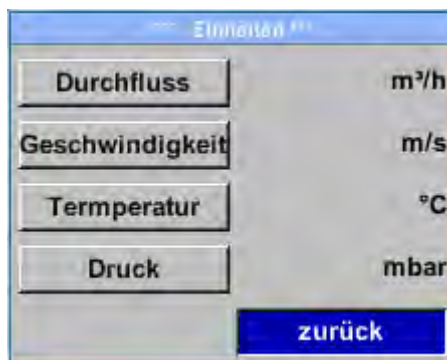 *** Einheiten ***
Durchfluss m³/h
Geschwindigkeit m/s
Termperatur °C
Druck mbar
zurück